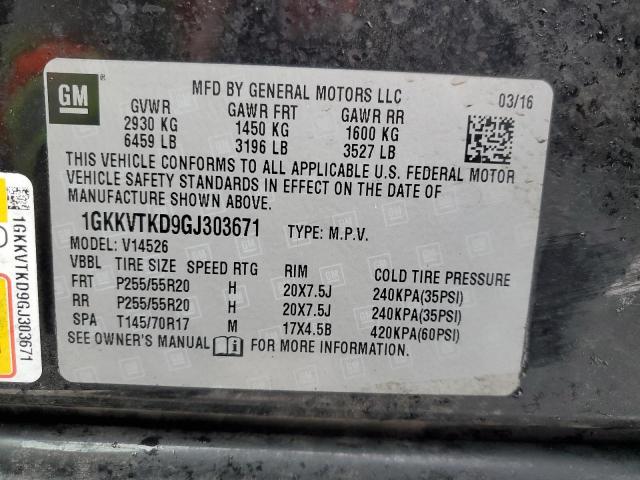 GM
MFD BY GENERAL MOTORS LLC
03/16
GVWR GAWR FRT GAWR RR
2930 KG 1450 KG 1600 KG
6459 LB 3196 LB 3527 LB
THIS VEHICLE CONFORMS TO ALL APPLICABLE U.S. FEDERAL MOTOR
VEHICLE SAFETY STANDARDS IN EFFECT ON THE DATE OF
MANUFACTURE SHOWN ABOVE.
1GKKVTKD9GJ303671 TYPE: M.P.V.
MODEL: V14526
VBBL TIRE SIZE SPEED RTG RIM COLD TIRE PRESSURE
FRT P255/55R20 H 20X7.5J 240KPA(35PSI)
RR P255/55R20 H 20X7.5J 240KPA(35PSI)
SPA T145/70R17 M 17X4.5B 420KPA(60PSI)
SEE OWNER'S MANUAL FOR MORE INFORMATION.
1GKKVTKD9GJ303671